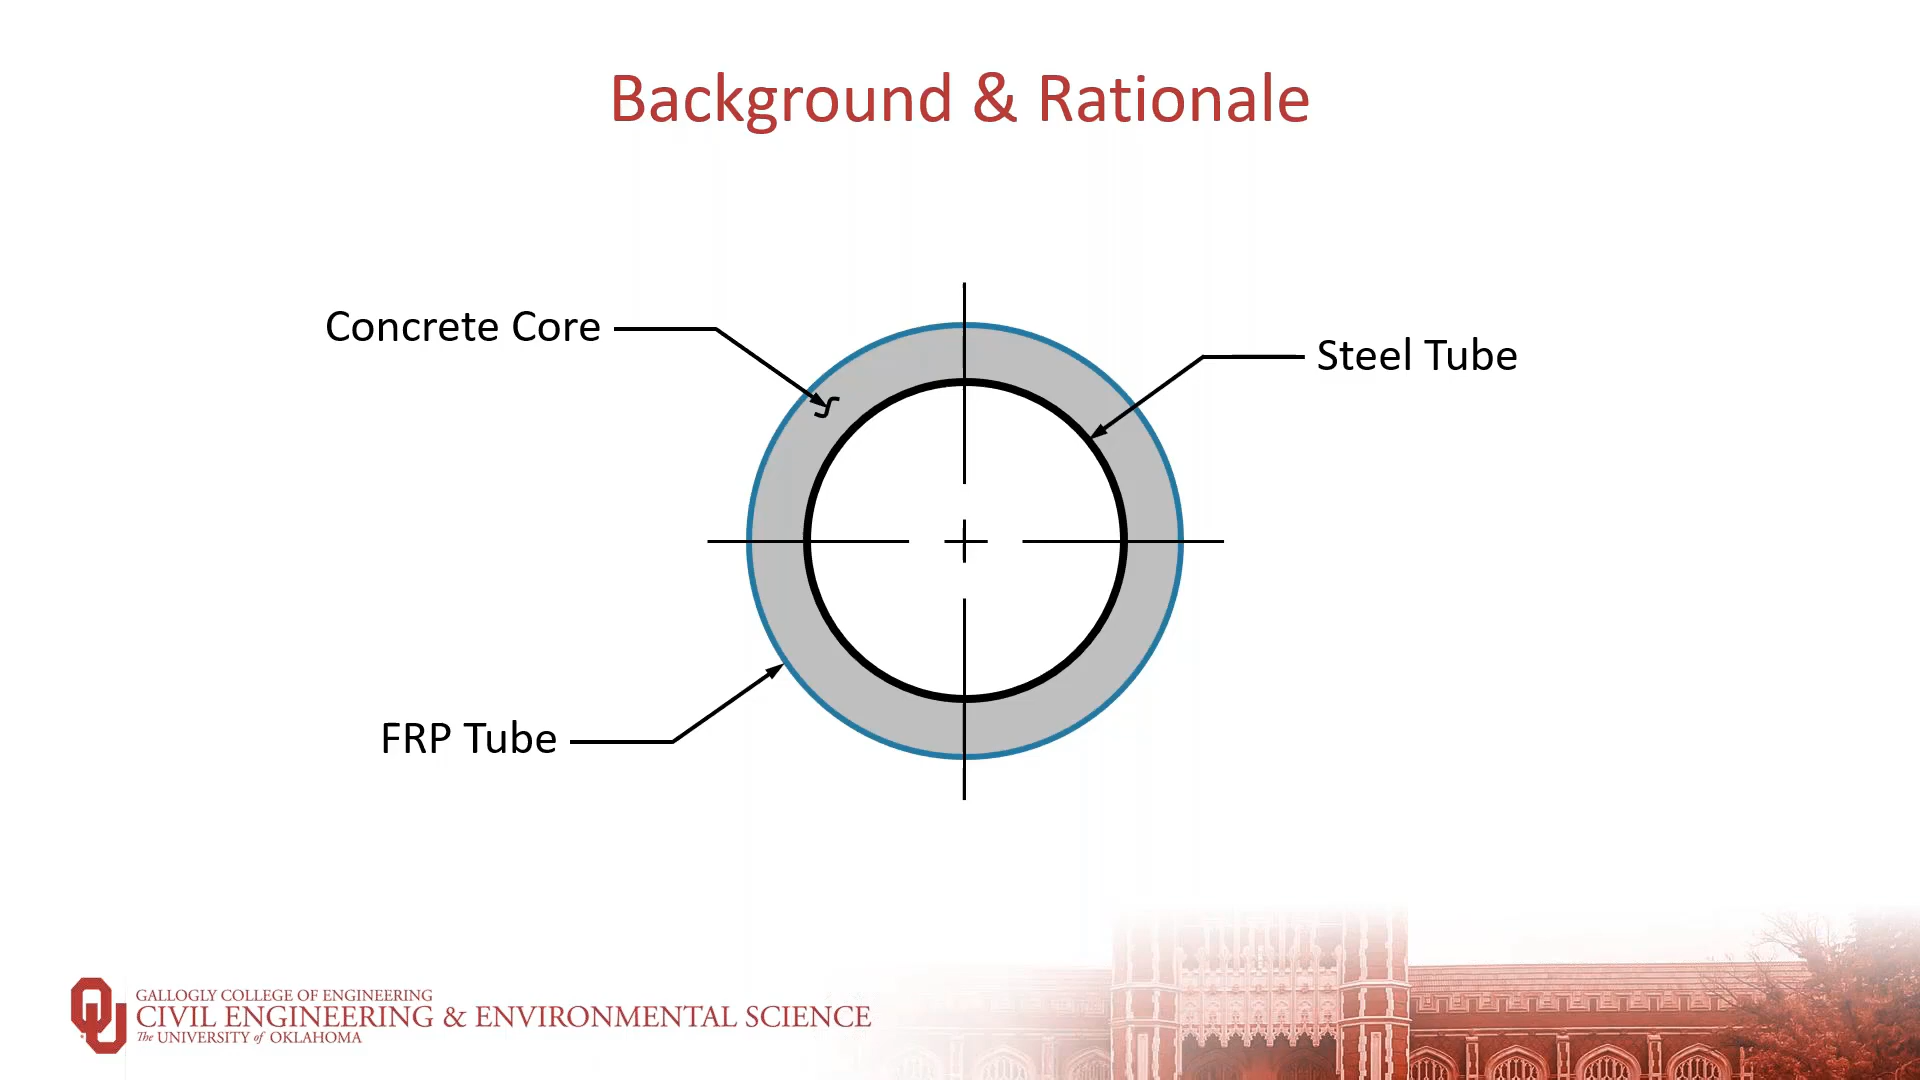 Background & Rationale
Concrete Core
Steel Tube
FRP Tube
GALLOGLY COLLEGE OF ENGINEERING
CIVIL ENGINEERING & ENVIRONMENTAL SCIENCE
The UNIVERSITY of OKLAHOMA